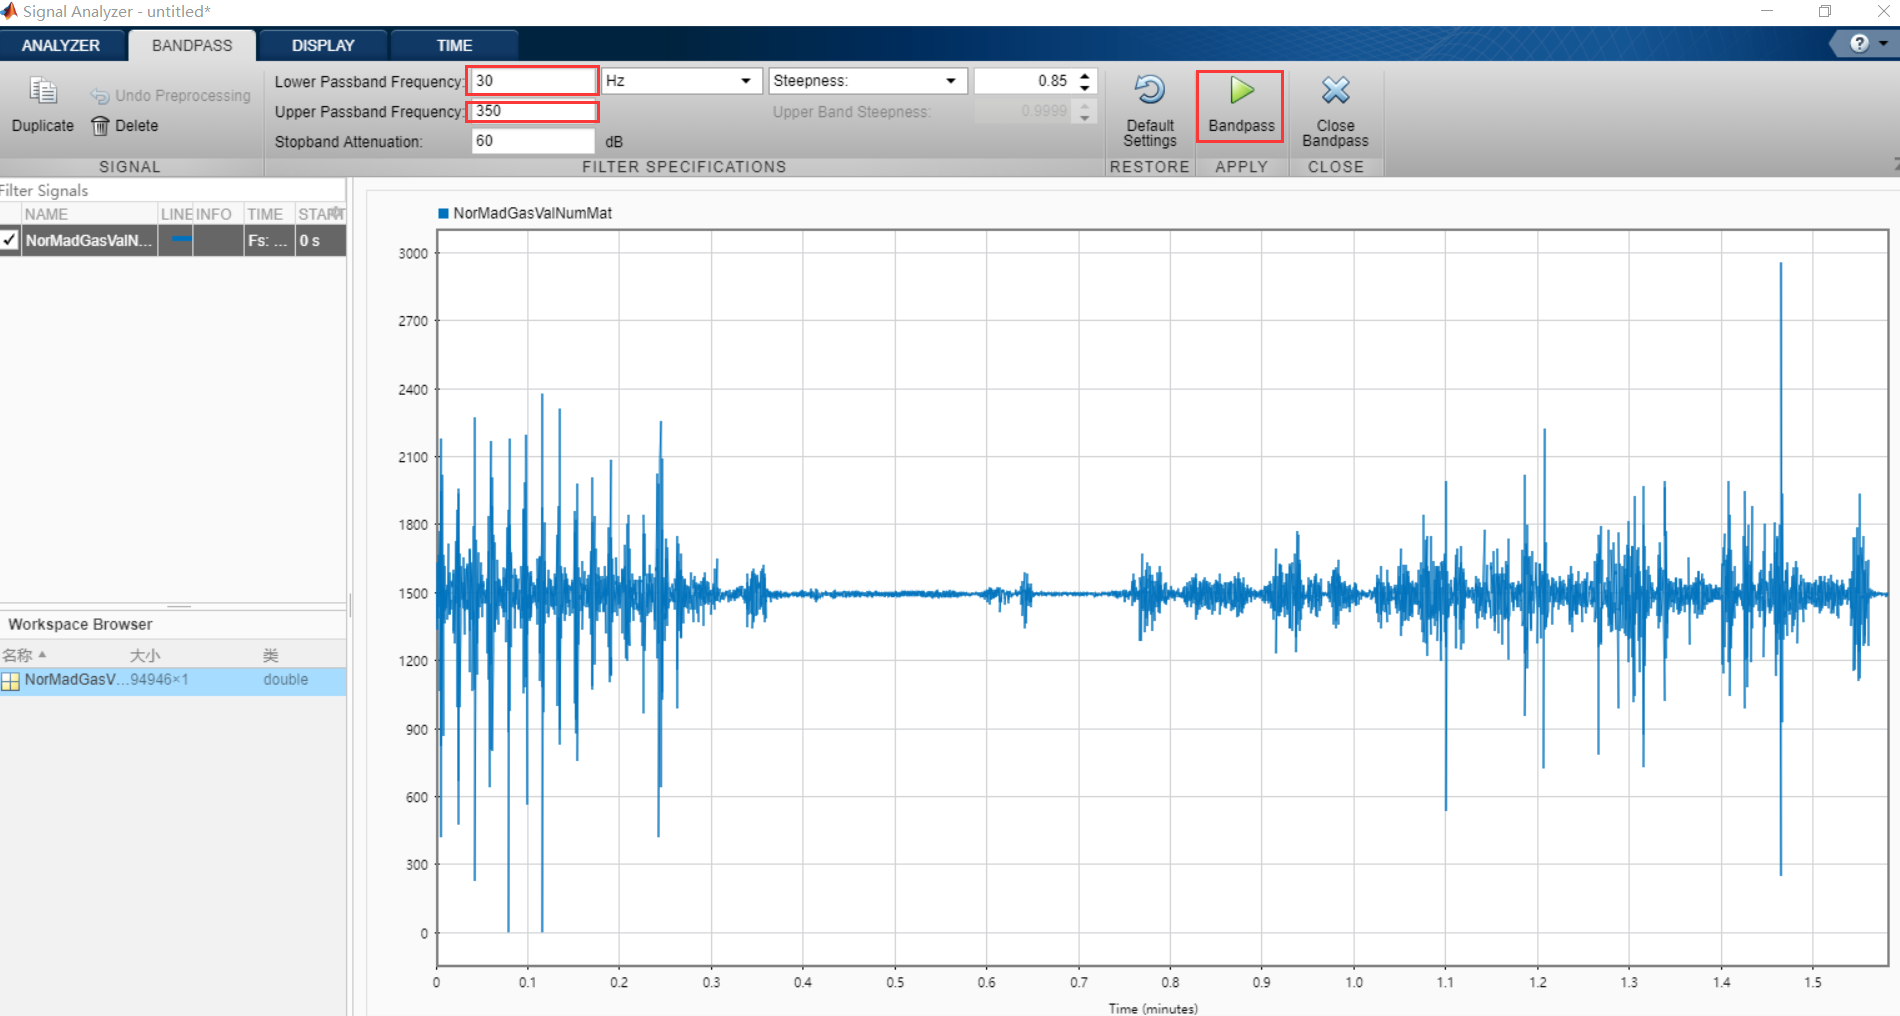 Signal Analyzer - untitled*
ANALYZER BANDPASS DISPLAY TIME
Duplicate
Undo Preprocessing
Delete
SIGNAL
Lower Passband Frequency: 30 Hz Steepness: 0.85
Upper Passband Frequency: 350 Upper Band Steepness: 0.9999
Stopband Attenuation: 60 dB
FILTER SPECIFICATIONS
Default
Settings
RESTORE
Bandpass
APPLY
Close
Bandpass
CLOSE
Filter Signals
NAME LINE INFO TIME START
NorMadGasValN... Fs: ... 0 s
Workspace Browser
名称 大小 类
NorMadGasV... 94946×1 double
NorMadGasValNumMat
3000
2700
2400
2100
1800
1500
1200
900
600
300
0
0 0.1 0.2 0.3 0.4 0.5 0.6 0.7 0.8 0.9 1.0 1.1 1.2 1.3 1.4 1.5
Time (minutes)